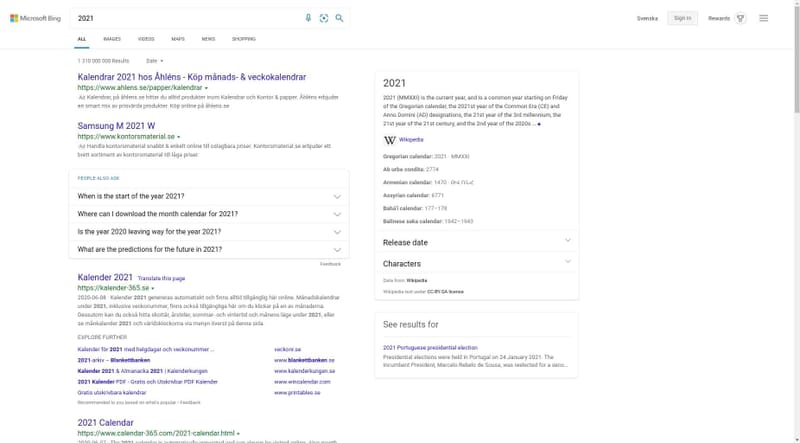 Microsoft Bing
2021
Svenska
Sign in
Rewards
ALL
IMAGES
VIDEOS
MAPS
NEWS
SHOPPING
1 310 000 000 Results
Date
Kalendrar 2021 hos Åhléns - Köp månads- & veckokalendrar
https://www.ahlens.se/papper/kalendrar
Ad Kalendrar, på åhlens.se hittar du alltid produkter inom Kalendrar och Kontor & papper. Åhléns erbjuder
en smart mix av prisvärda produkter. Köp online på åhlens.se
Samsung M 2021 W
https://www.kontorsmaterial.se
Ad Handla kontorsmaterial snabbt & enkelt online till oslagbara priser. Kontorsmaterial.se erbjuder ett
brett sortiment av kontorsmaterial till låga priser.
PEOPLE ALSO ASK
When is the start of the year 2021?
Where can I download the month calendar for 2021?
Is the year 2020 leaving way for the year 2021?
What are the predictions for the future in 2021?
Feedback
Kalender 2021 Translate this page
https://kalender-365.se
2020-06-08 · Kalender 2021 genereras automatiskt och finns alltid tillgänglig här online. Månadskalendrar
under 2021, inklusive veckonummer, finns också tillgängliga här om du klickar på en av månaderna.
Dessutom kan du också hitta skottår, årstider, sommar- och vintertid och månens läge under 2021, eller
se månkalender 2021 och världsklockorna via menyn överst på denna sida.
EXPLORE FURTHER
Kalender för 2021 med helgdagar och veckonummer ...
veckonr.se
2021-arkiv – Blankettbanken
www.blankettbanken.se
Kalender 2021 & Almanacka 2021 | Kalenderkungen
www.kalenderkungen.se
2021 Kalender PDF - Gratis och Utskrivbar PDF Kalender
www.wincalendar.com
Gratis utskrivbara kalender
www.printables.se
Recommended to you based on what's popular • Feedback
2021 Calendar
https://www.calendar-365.com/2021-calendar.html
2021
2021 (MMXXI) is the current year, and is a common year starting on Friday
of the Gregorian calendar, the 2021st year of the Common Era (CE) and
Anno Domini (AD) designations, the 21st year of the 3rd millennium, the
21st year of the 21st century, and the 2nd year of the 2020s ...
W Wikipedia
Gregorian calendar: 2021 · MMXXI
Ab urbe condita: 2774
Armenian calendar: 1470
Assyrian calendar: 6771
Bahá'í calendar: 177–178
Balinese saka calendar: 1942–1943
Release date
Characters
Data from: Wikipedia
Wikipedia text under CC-BY-SA license
See results for
2021 Portuguese presidential election
Presidential elections were held in Portugal on 24 January 2021. The
incumbent President, Marcelo Rebelo de Sousa, was reelected for a seco...